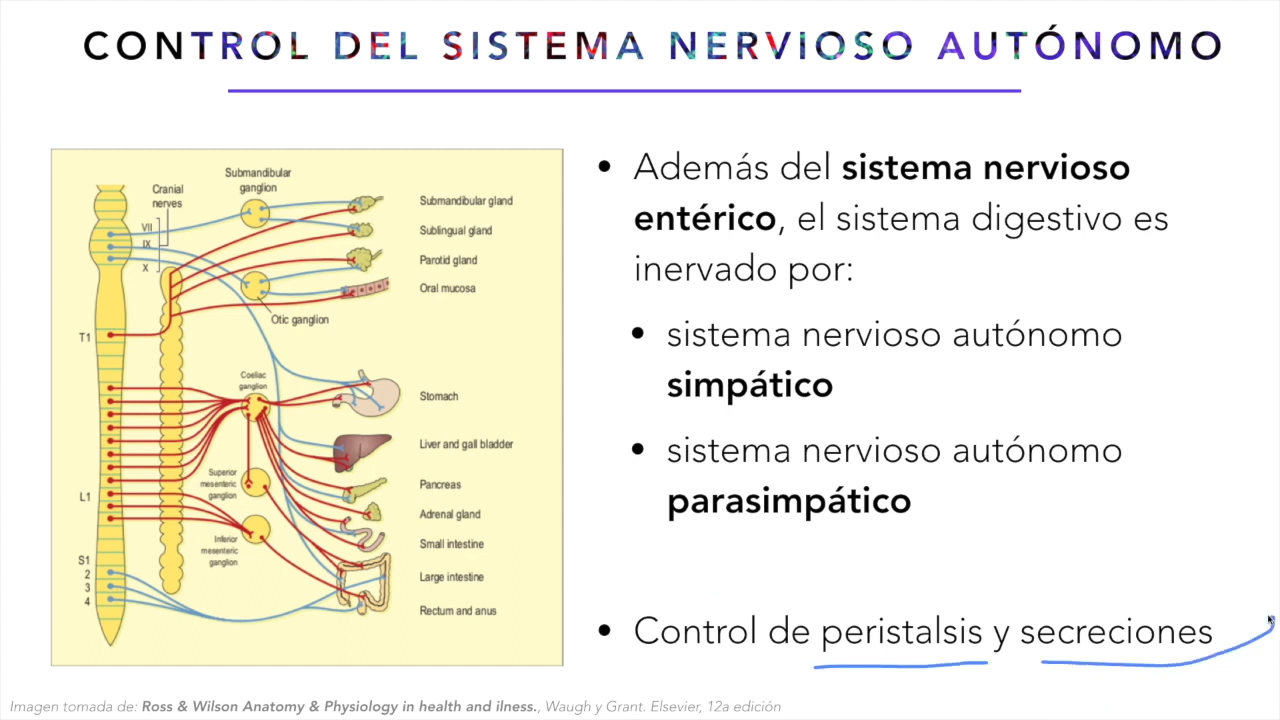 CONTROL DEL SISTEMA NERVIOSO AUTÓNOMO
Submandibular
ganglion
Cranial
nerves
VII
IX
X
T1
L1
S1
2
3
4
Otic ganglion
Coeliac
ganglion
Superior
mesenteric
ganglion
Inferior
mesenteric
ganglion
Submandibular gland
Sublingual gland
Parotid gland
Oral mucosa
Stomach
Liver and gall bladder
Pancreas
Adrenal gland
Small intestine
Large intestine
Rectum and anus
• Además del sistema nervioso
entérico, el sistema digestivo es
inervado por:
• sistema nervioso autónomo
simpático
• sistema nervioso autónomo
parasimpático
• Control de peristalsis y secreciones
Imagen tomada de: Ross & Wilson Anatomy & Physiology in health and ilness., Waugh y Grant. Elsevier, 12a edición